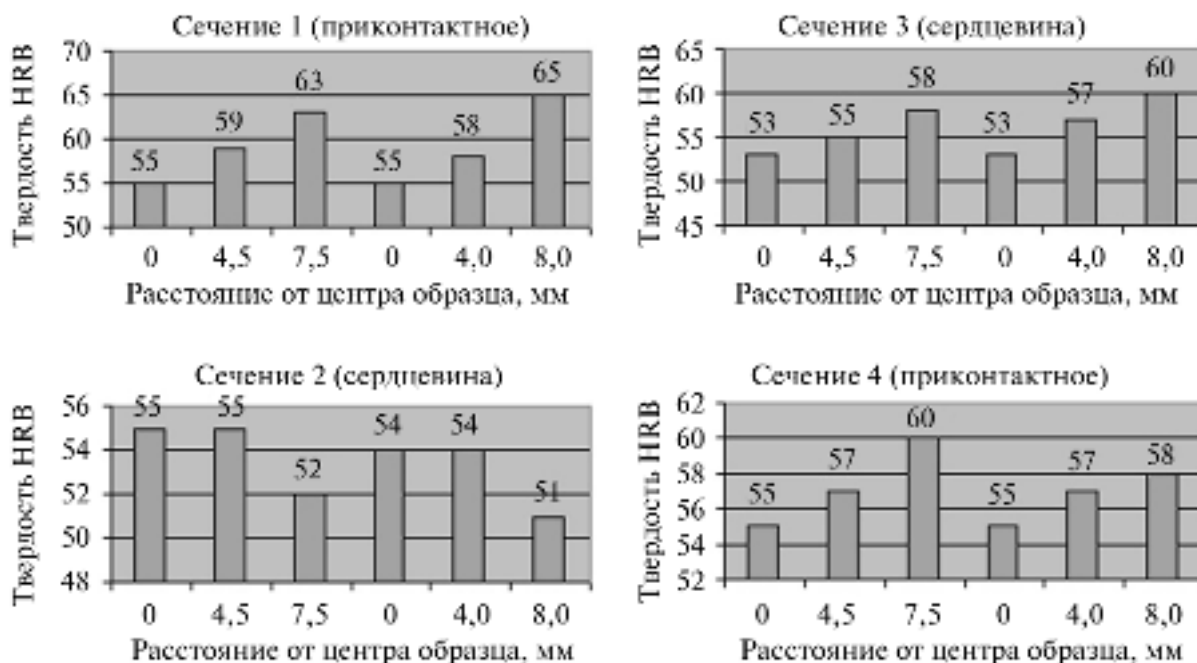 Сечение 1 (приконтактное)
Твердость HRB
70
65
60
55
50
55
59
63
55
58
65
0 4,5 7,5 0 4,0 8,0
Расстояние от центра образца, мм
Сечение 3 (сердцевина)
Твердость HRB
65
60
55
50
45
53
55
58
53
57
60
0 4,5 7,5 0 4,0 8,0
Расстояние от центра образца, мм
Сечение 2 (сердцевина)
Твердость HRB
56
54
52
50
48
55
55
52
54
54
51
0 4,5 7,5 0 4,0 8,0
Расстояние от центра образца, мм
Сечение 4 (приконтактное)
Твердость HRB
62
60
58
56
54
52
55
57
60
55
57
58
0 4,5 7,5 0 4,0 8,0
Расстояние от центра образца, мм